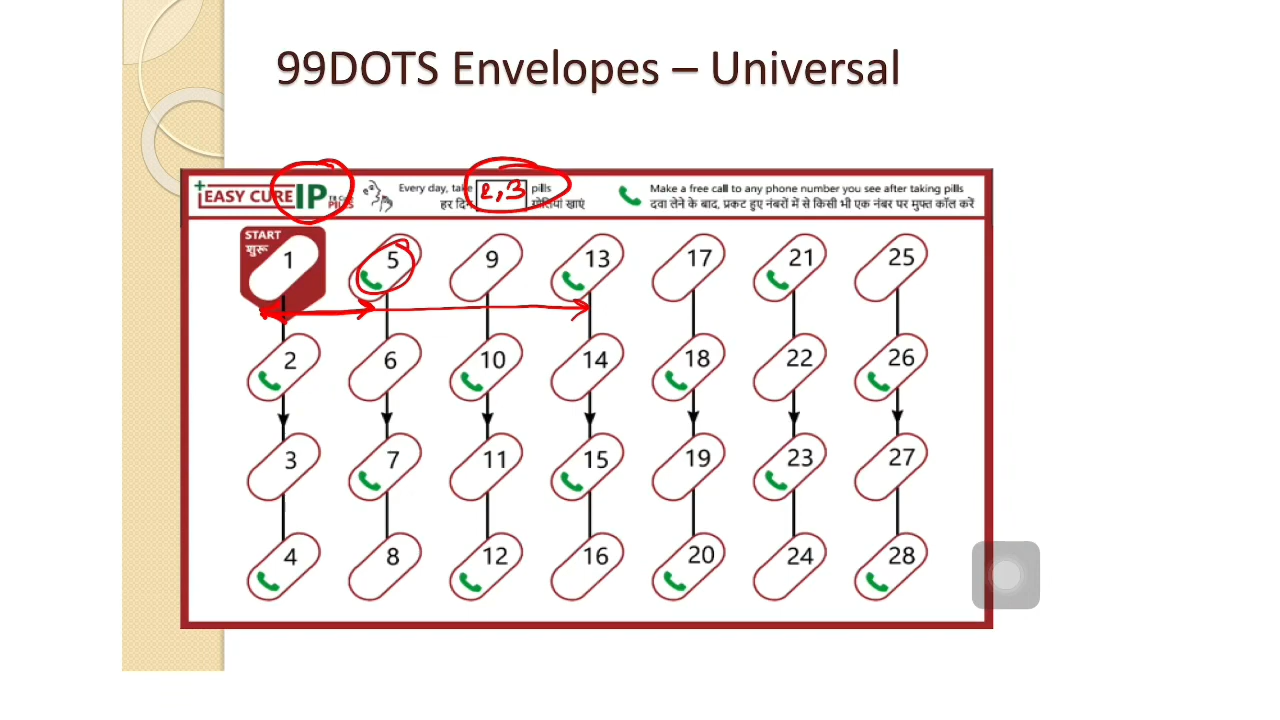 99DOTS Envelopes – Universal
EASY CURE IP PILLS
Every day, take 2,3 pills
हर दिन गोलियां खाएं
Make a free call to any phone number you see after taking pills
दवा लेने के बाद, प्रकट हुए नंबरों में से किसी भी एक नंबर पर मुफ्त कॉल करें
START
शुरू
1 5 9 13 17 21 25
2 6 10 14 18 22 26
3 7 11 15 19 23 27
4 8 12 16 20 24 28